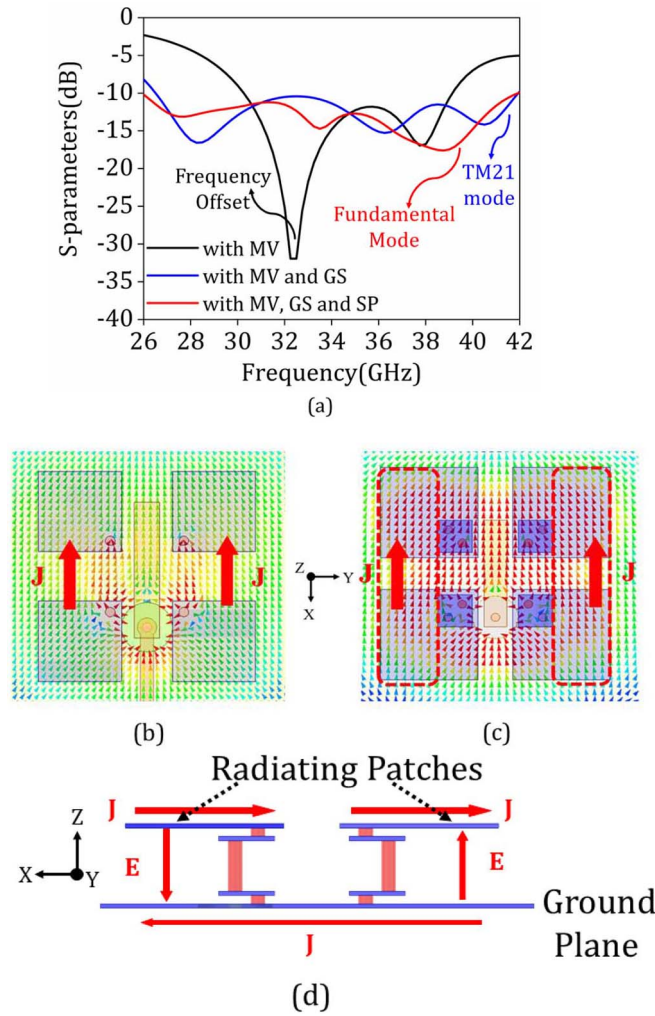 0
-5
-10
-15
-20
-25
-30
-35
-40
S-parameters(dB)
Frequency
Offset
Fundamental
Mode
TM21
mode
with MV
with MV and GS
with MV, GS and SP
26 28 30 32 34 36 38 40 42
Frequency(GHz)
(a)
J
J
Z
Y
X
J
J
(b)
(c)
Radiating Patches
J
J
Z
X
Y
E
E
J
Ground
Plane
(d)